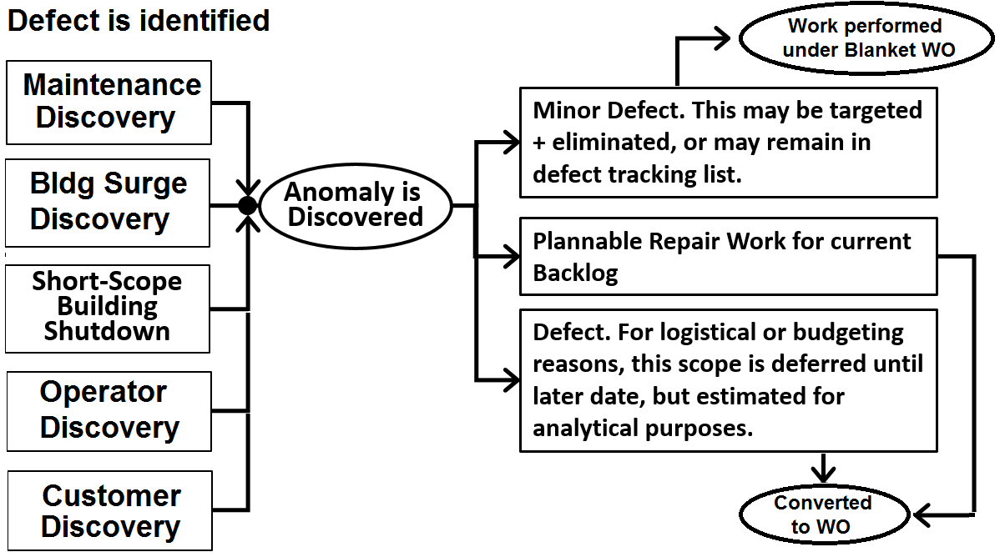 Defect is identified
Maintenance
Discovery
Bldg Surge
Discovery
Short-Scope
Building
Shutdown
Operator
Discovery
Customer
Discovery
Anomaly is
Discovered
Work performed
under Blanket WO
Minor Defect. This may be targeted
+ eliminated, or may remain in
defect tracking list.
Plannable Repair Work for current
Backlog
Defect. For logistical or budgeting
reasons, this scope is deferred until
later date, but estimated for
analytical purposes.
Converted
to WO